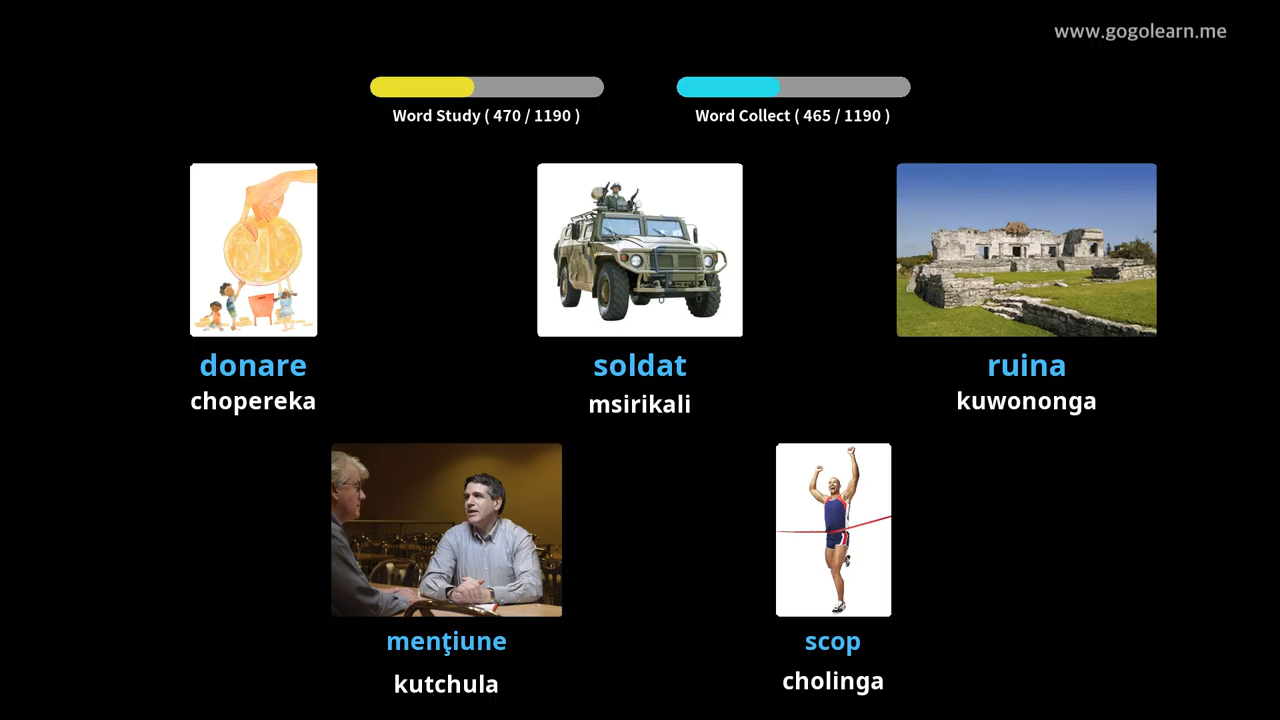 www.gogolearn.me
Word Study ( 470 / 1190 )
Word Collect ( 465 / 1190 )
donare
chopereka
soldat
msirikali
ruina
kuwononga
menţiune
kutchula
scop
cholinga